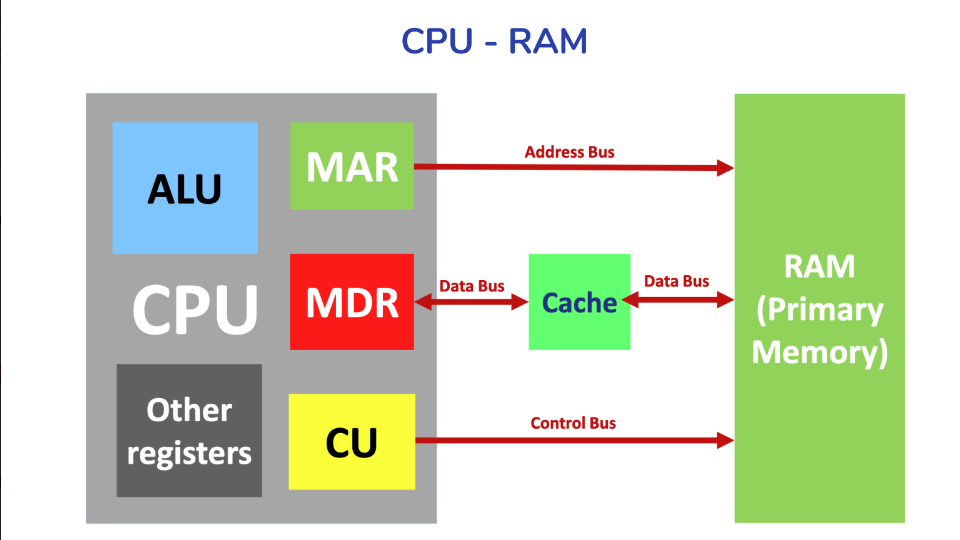 CPU - RAM
ALU
MAR
Address Bus
CPU
MDR
Data Bus
Cache
Data Bus
RAM
(Primary
Memory)
Other
registers
CU
Control Bus